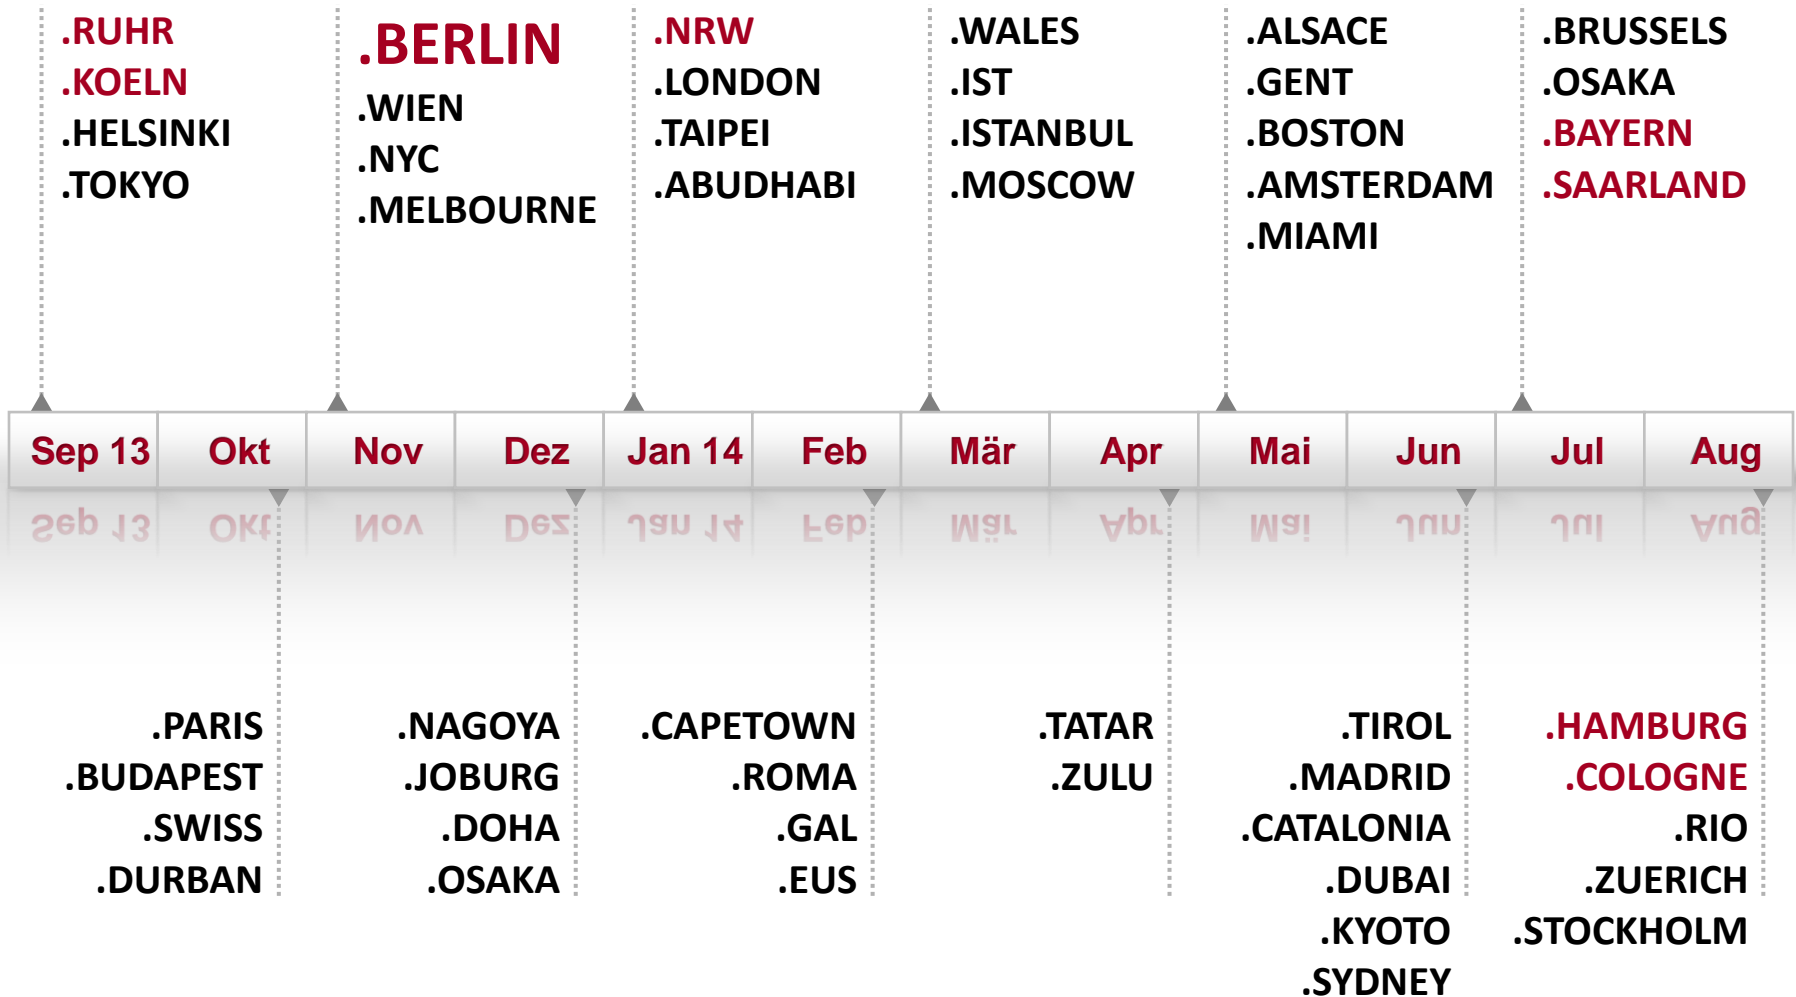 .RUHR
.KOELN
.HELSINKI
.TOKYO
.BERLIN
.WIEN
.NYC
.MELBOURNE
.NRW
.LONDON
.TAIPEI
.ABUDHABI
.WALES
.IST
.ISTANBUL
.MOSCOW
.ALSACE
.GENT
.BOSTON
.AMSTERDAM
.MIAMI
.BRUSSELS
.OSAKA
.BAYERN
.SAARLAND
Sep 13 Okt Nov Dez Jan 14 Feb Mär Apr Mai Jun Jul Aug
.PARIS
.BUDAPEST
.SWISS
.DURBAN
.NAGOYA
.JOBURG
.DOHA
.OSAKA
.CAPETOWN
.ROMA
.GAL
.EUS
.TATAR
.ZULU
.TIROL
.MADRID
.CATALONIA
.DUBAI
.KYOTO
.SYDNEY
.HAMBURG
.COLOGNE
.RIO
.ZUERICH
.STOCKHOLM